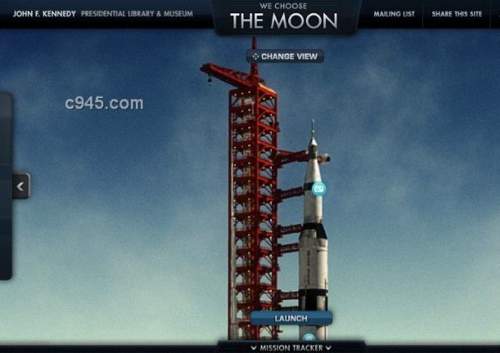 JOHN F. KENNEDY PRESIDENTIAL LIBRARY & MUSEUM
WE CHOOSE
THE MOON
MAILING LIST
SHARE THIS SITE
CHANGE VIEW
c945.com
LAUNCH
MISSION TRACKER